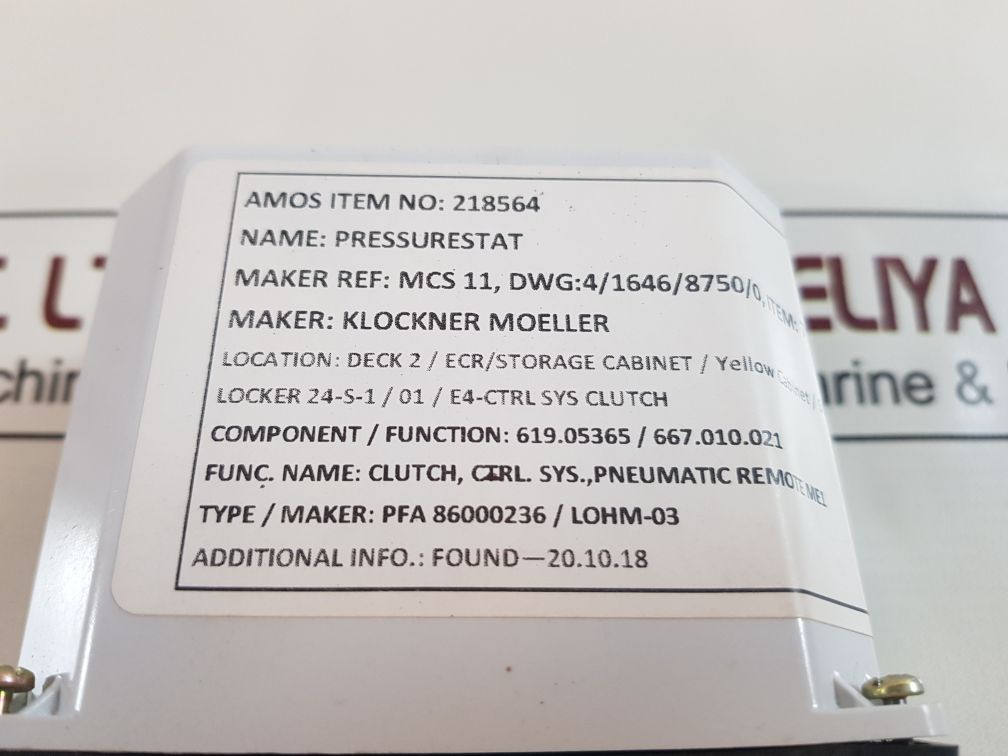 AMOS ITEM NO: 218564
NAME: PRESSURESTAT
MAKER REF: MCS 11, DWG:4/1646/8750/0, ITEM:
MAKER: KLOCKNER MOELLER
LOCATION: DECK 2 / ECR/STORAGE CABINET / Yellow Cabinet /
LOCKER 24-S-1 / 01 / E4-CTRL SYS CLUTCH
COMPONENT / FUNCTION: 619.05365 / 667.010.021
FUNC. NAME: CLUTCH, CTRL. SYS.,PNEUMATIC REMOTE
TYPE / MAKER: PFA 86000236 / LOHM-03
ADDITIONAL INFO.: FOUND—20.10.18
ELIYA
&